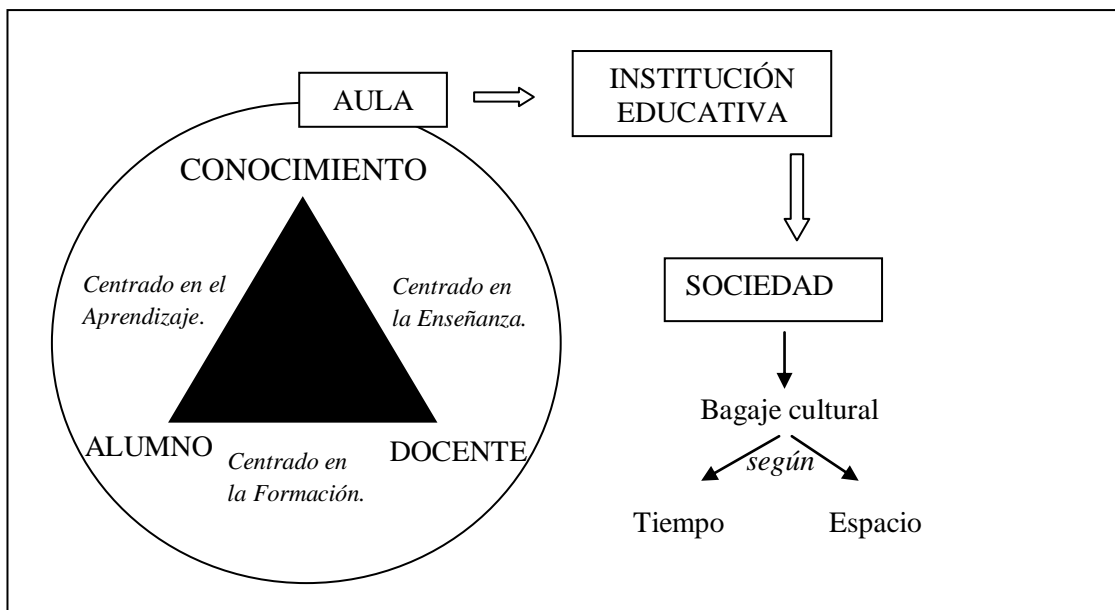 AULA
INSTITUCIÓN
EDUCATIVA
CONOCIMIENTO
Centrado en el
Aprendizaje.
Centrado en
la Enseñanza.
ALUMNO
DOCENTE
Centrado en
la Formación.
SOCIEDAD
Bagaje cultural
según
Tiempo
Espacio